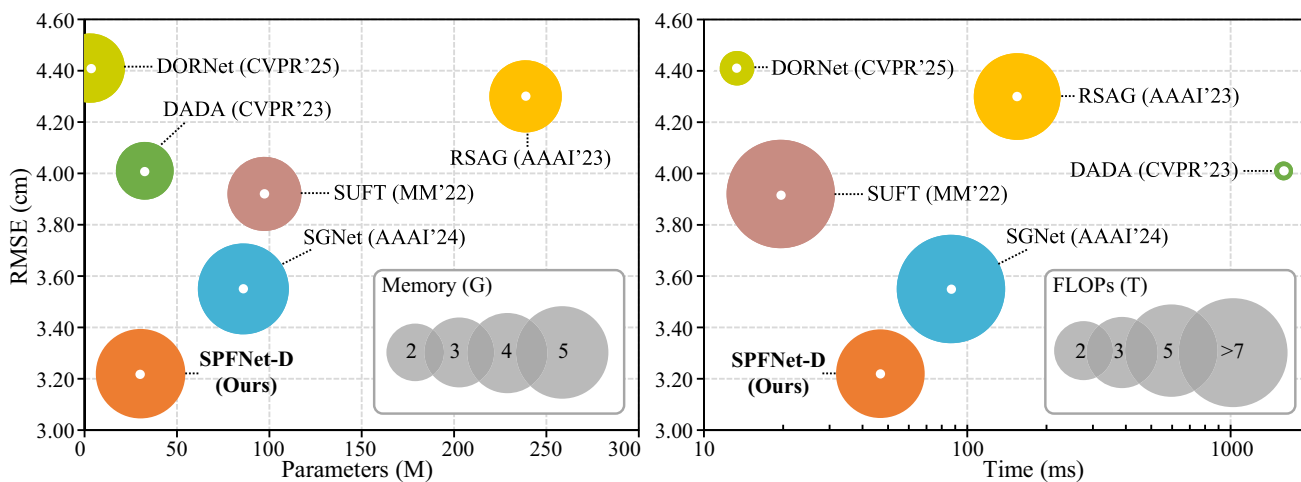 4.60
4.40
4.20
4.00
3.80
3.60
3.40
3.20
3.00
RMSE (cm)
DORNet (CVPR’25)
DADA (CVPR’23)
RSAG (AAAI’23)
SUFT (MM’22)
SGNet (AAAI’24)
SPFNet-D
(Ours)
Memory (G)
2 3 4 5
0 50 100 150 200 250 300
Parameters (M)
4.60
4.40
4.20
4.00
3.80
3.60
3.40
3.20
3.00
DORNet (CVPR’25)
RSAG (AAAI’23)
DADA (CVPR’23)
SUFT (MM’22)
SGNet (AAAI’24)
SPFNet-D
(Ours)
FLOPs (T)
2 3 5 >7
10 100 1000
Time (ms)